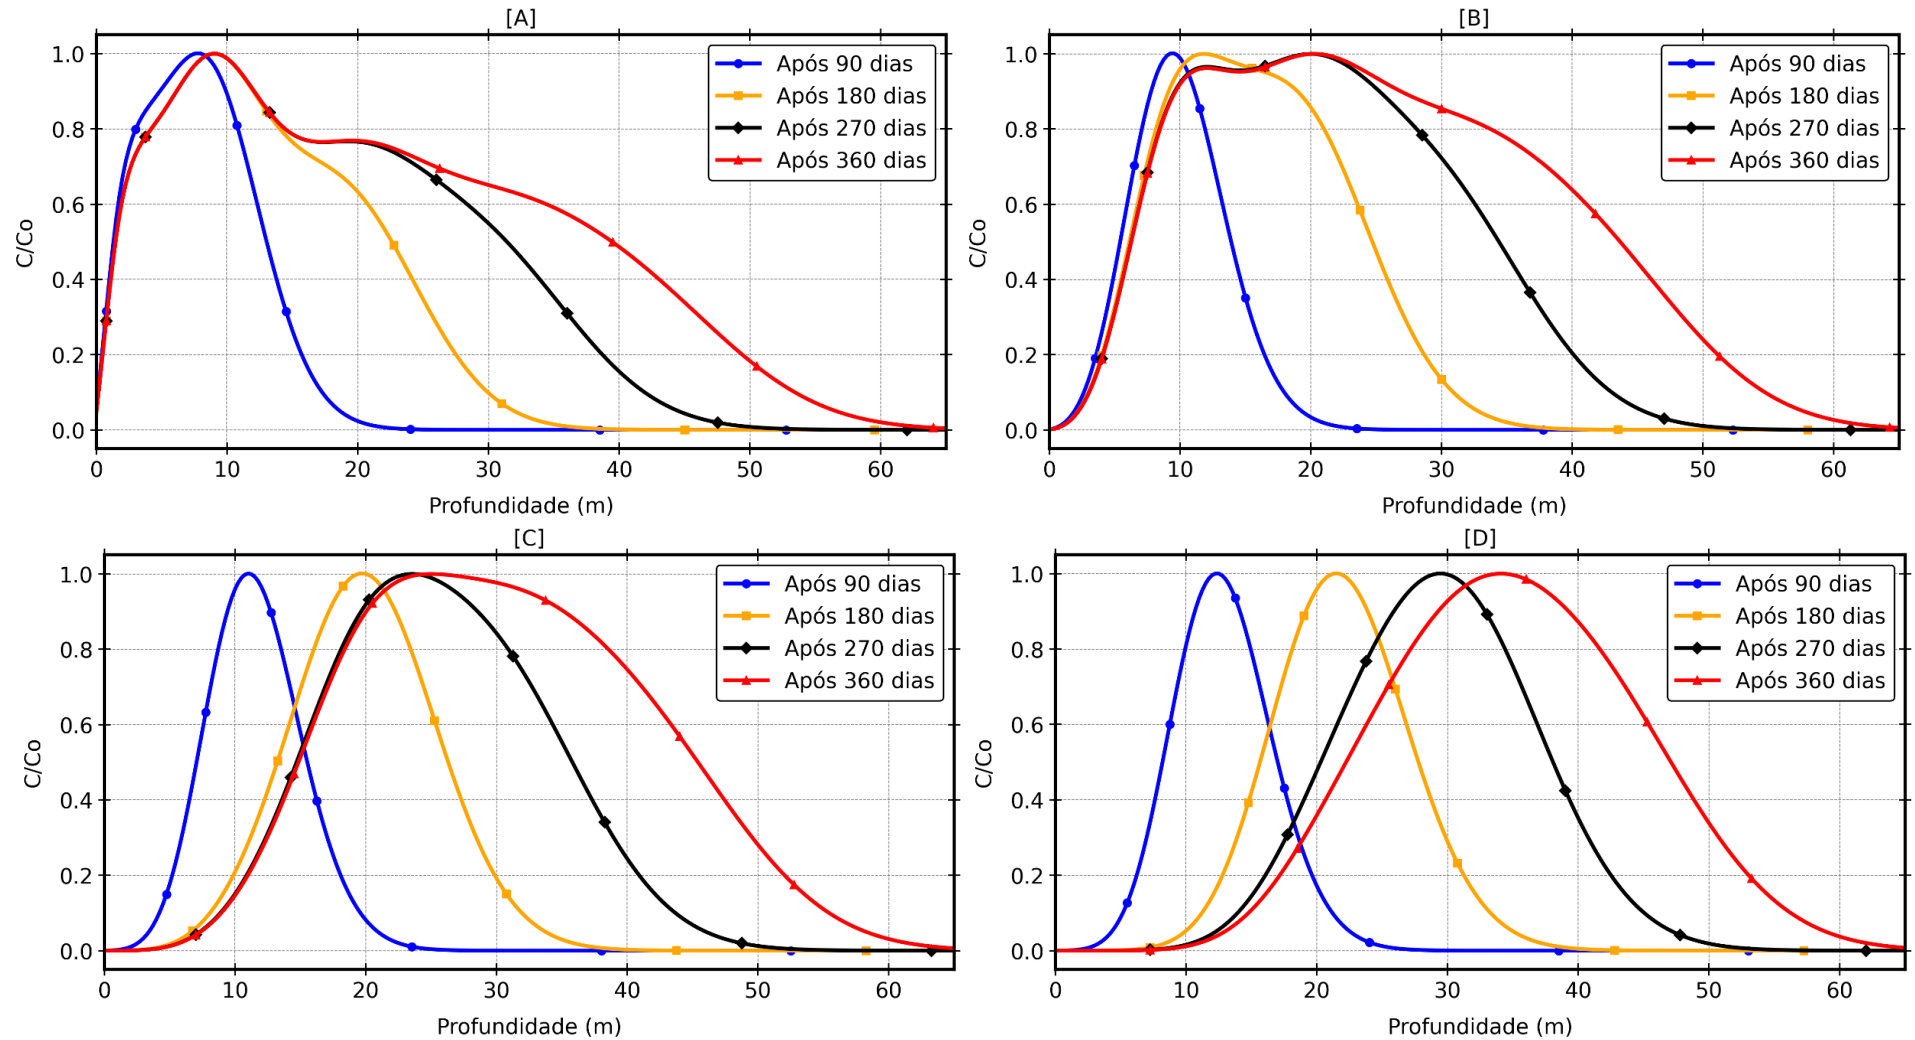 [A]
C/Co
1.0
0.8
0.6
0.4
0.2
0.0
Após 90 dias
Após 180 dias
Após 270 dias
Após 360 dias
0 10 20 30 40 50 60
Profundidade (m)
[B]
C/Co
1.0
0.8
0.6
0.4
0.2
0.0
Após 90 dias
Após 180 dias
Após 270 dias
Após 360 dias
0 10 20 30 40 50 60
Profundidade (m)
[C]
C/Co
1.0
0.8
0.6
0.4
0.2
0.0
Após 90 dias
Após 180 dias
Após 270 dias
Após 360 dias
0 10 20 30 40 50 60
Profundidade (m)
[D]
C/Co
1.0
0.8
0.6
0.4
0.2
0.0
Após 90 dias
Após 180 dias
Após 270 dias
Após 360 dias
0 10 20 30 40 50 60
Profundidade (m)